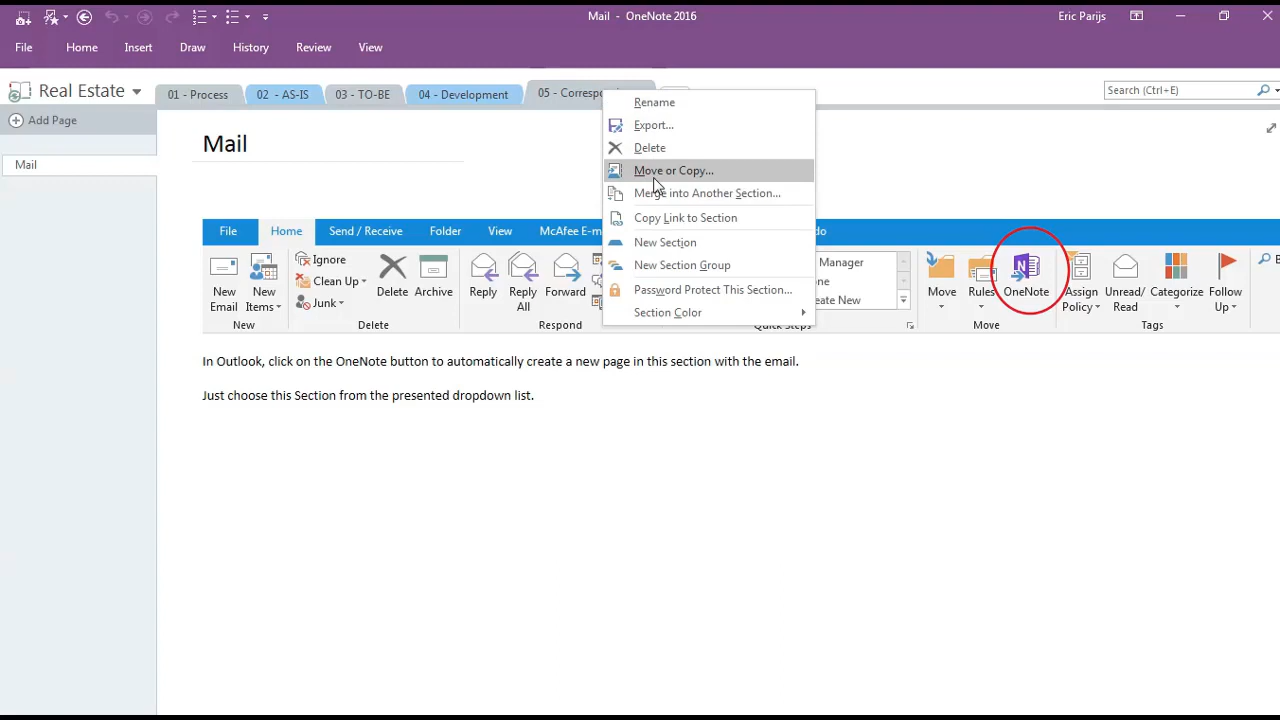 Mail - OneNote 2016
Eric Parijs
File Home Insert Draw History Review View
Real Estate
01 - Process
02 - AS-IS
03 - TO-BE
04 - Development
05 -
Search (Ctrl+E)
Add Page
Mail
Mail
Rename
Export...
Delete
Move or Copy...
Merge into Another Section...
Copy Link to Section
New Section
New Section Group
Password Protect This Section...
Section Color
File Home Send / Receive Folder View McAfee
New Email
New Items
New
Ignore
Clean Up
Junk
Delete
Archive
Delete
Reply
Reply All
Forward
Respond
Manager
Create New
Quick Steps
Move
Rules
OneNote
Move
Assign Policy
Unread/ Read
Categorize
Follow Up
Tags
In Outlook, click on the OneNote button to automatically create a new page in this section with the email.
Just choose this Section from the presented dropdown list.